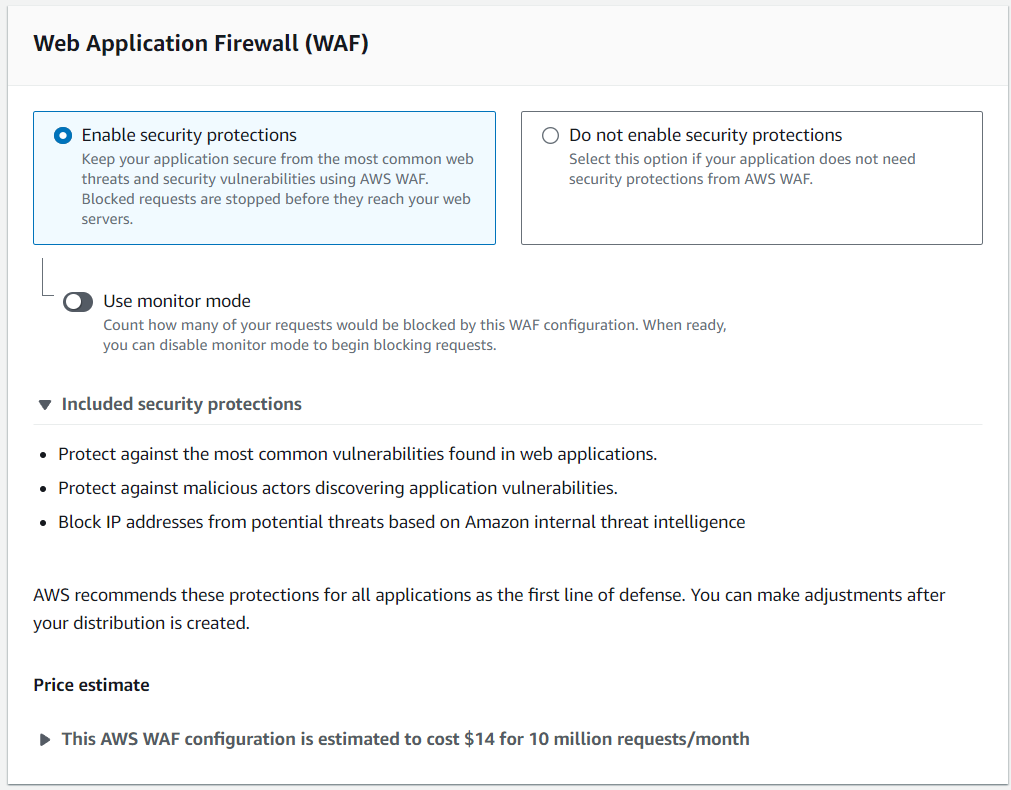 Web Application Firewall (WAF)
Enable security protections
Keep your application secure from the most common web
threats and security vulnerabilities using AWS WAF.
Blocked requests are stopped before they reach your web
servers.
Do not enable security protections
Select this option if your application does not need
security protections from AWS WAF.
Use monitor mode
Count how many of your requests would be blocked by this WAF configuration. When ready,
you can disable monitor mode to begin blocking requests.
Included security protections
Protect against the most common vulnerabilities found in web applications.
Protect against malicious actors discovering application vulnerabilities.
Block IP addresses from potential threats based on Amazon internal threat intelligence
AWS recommends these protections for all applications as the first line of defense. You can make adjustments after
your distribution is created.
Price estimate
This AWS WAF configuration is estimated to cost $14 for 10 million requests/month